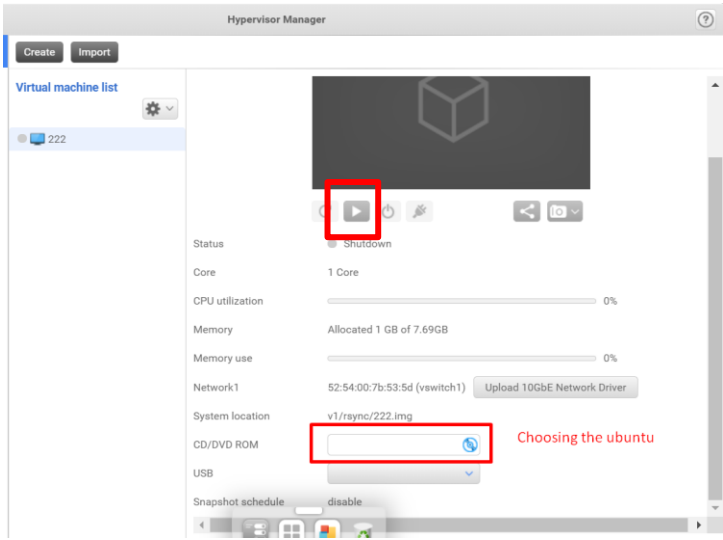 Hypervisor Manager
?
Create Import
Virtual machine list
222
Status Shutdown
Core 1 Core
CPU utilization 0%
Memory Allocated 1 GB of 7.69GB
Memory use 0%
Network1 52:54:00:7b:53:5d (vswitch1) Upload 10GbE Network Driver
System location v1/rsync/222.img
CD/DVD ROM Choosing the ubuntu
USB
Snapshot schedule disable